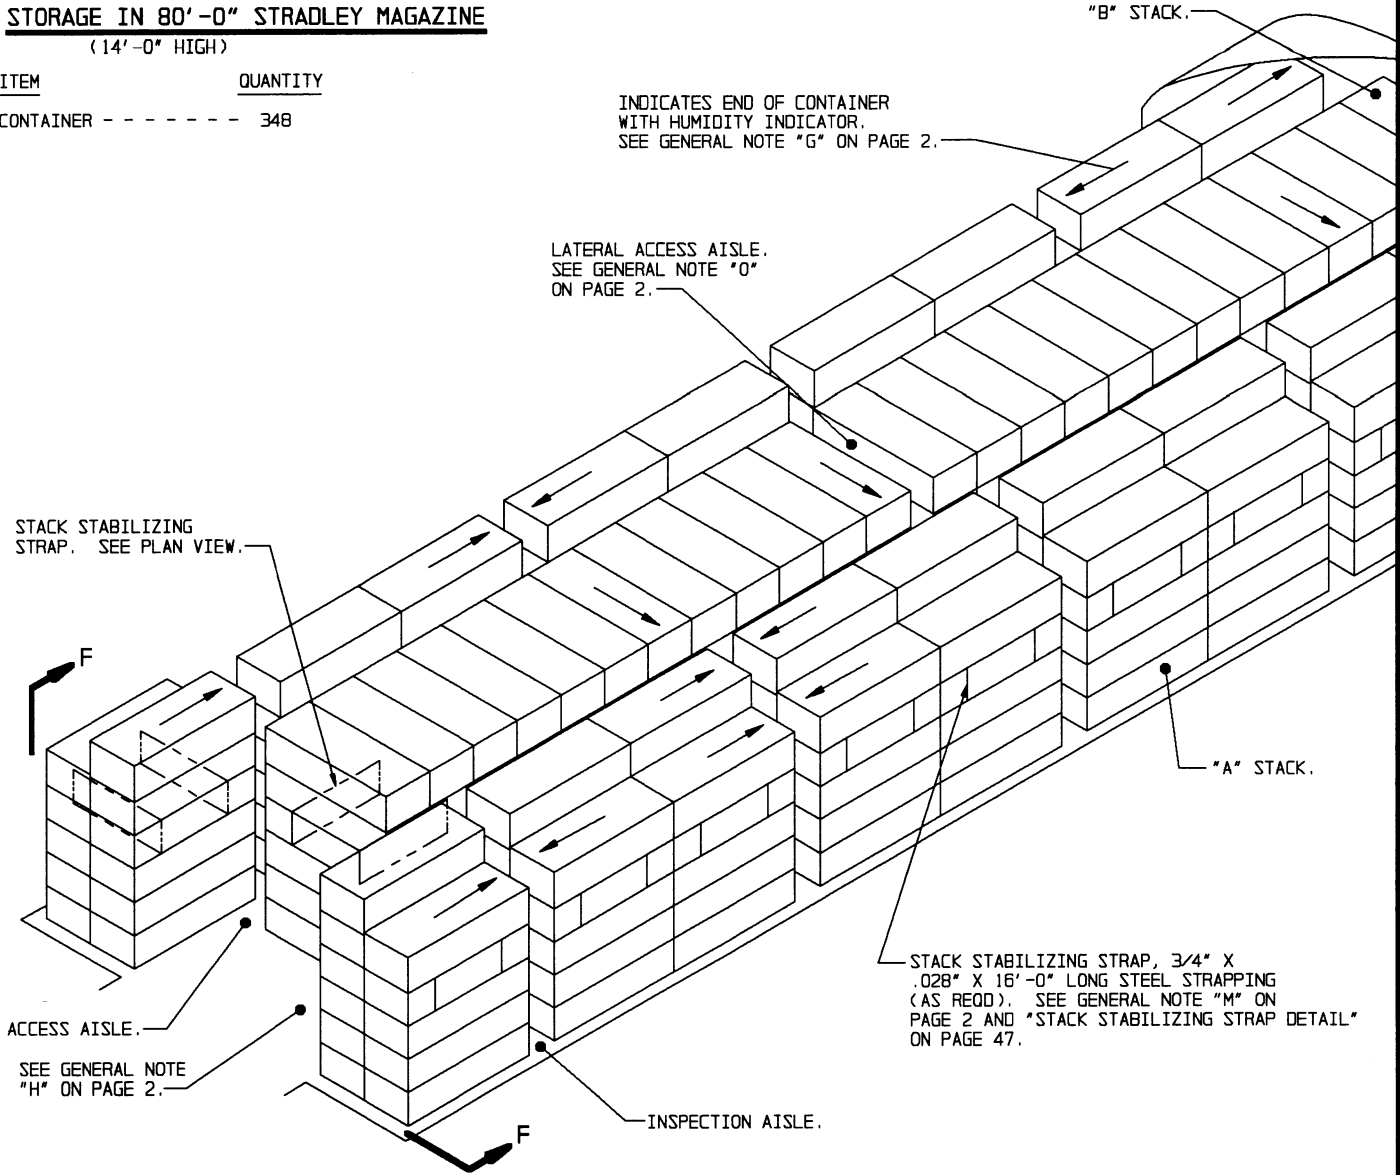 STORAGE IN 80'-0" STRADLEY MAGAZINE
(14'-0" HIGH)
ITEM QUANTITY
CONTAINER - - - - - - - 348
"B" STACK.
INDICATES END OF CONTAINER
WITH HUMIDITY INDICATOR.
SEE GENERAL NOTE "G" ON PAGE 2.
LATERAL ACCESS AISLE.
SEE GENERAL NOTE "O"
ON PAGE 2.
STACK STABILIZING
STRAP. SEE PLAN VIEW.
F
"A" STACK.
STACK STABILIZING STRAP, 3/4" X
.028" X 16'-0" LONG STEEL STRAPPING
(AS REQD). SEE GENERAL NOTE "M" ON
PAGE 2 AND "STACK STABILIZING STRAP DETAIL"
ON PAGE 47.
ACCESS AISLE.
SEE GENERAL NOTE
"H" ON PAGE 2.
INSPECTION AISLE.
F